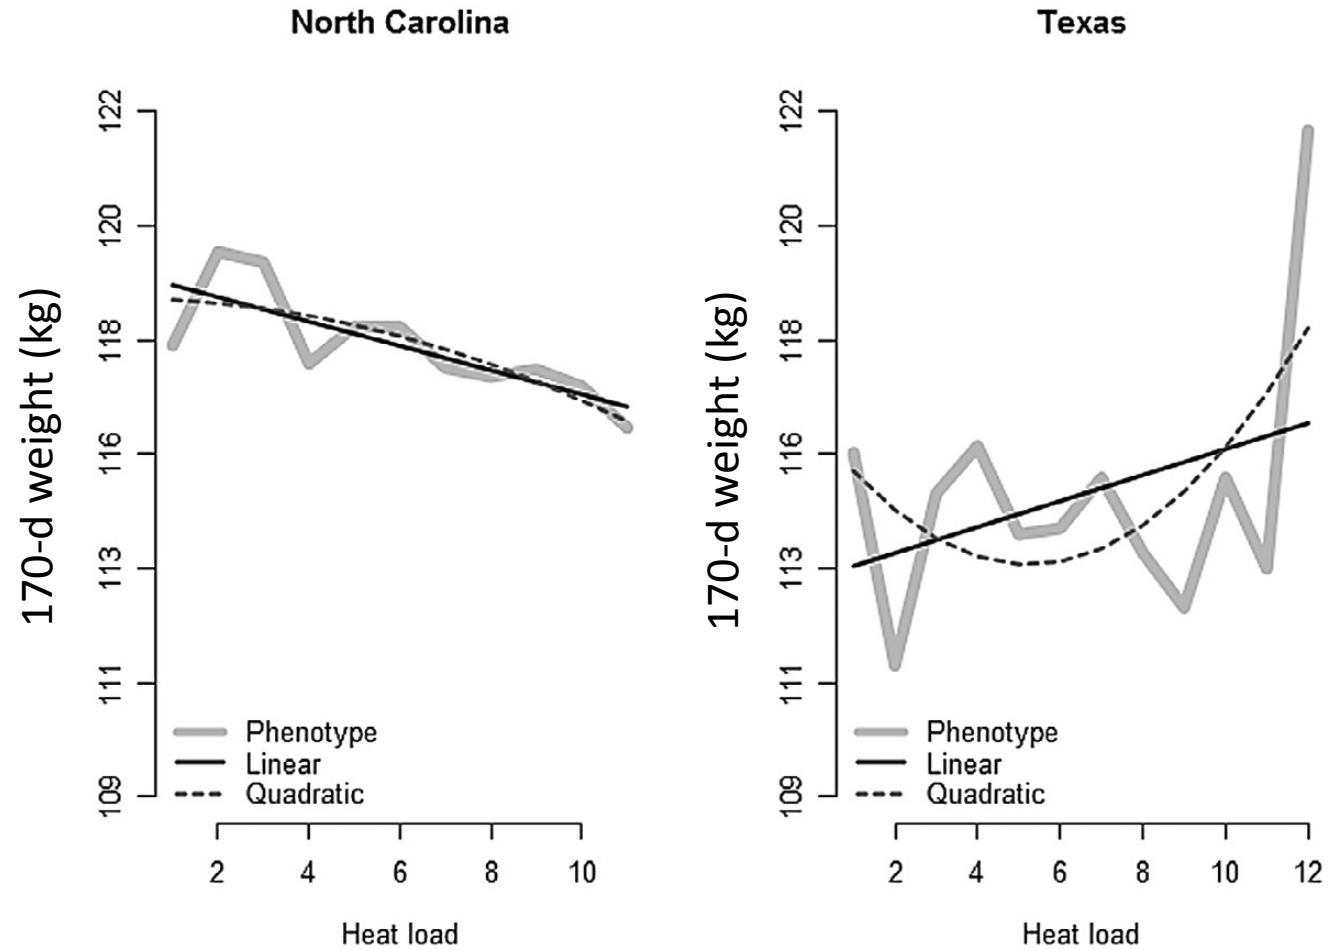 North Carolina
170-d weight (kg)
122
120
118
116
113
111
109
Phenotype
Linear
Quadratic
2 4 6 8 10
Heat load
Texas
170-d weight (kg)
122
120
118
116
113
111
109
Phenotype
Linear
Quadratic
2 4 6 8 10 12
Heat load